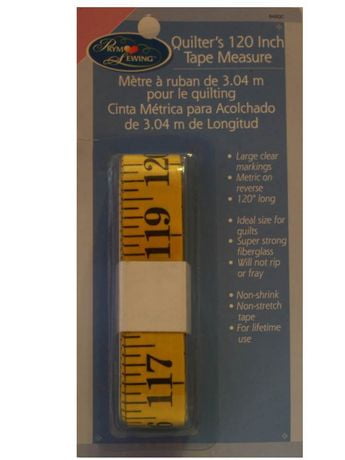 PRYM
SEWING
Quilter's 120 Inch
Tape Measure
Mètre à ruban de 3.04 m
pour le quilting
Cinta Métrica para Acolchado
de 3.04 m de Longitud
• Large clear
markings
• Metric on
reverse
• 120" long
• Ideal size for
quilts
• Super strong
fiberglass
• Will not rip
or fray
• Non-shrink
• Non-stretch
tape
• For lifetime
use
12
119
117
6